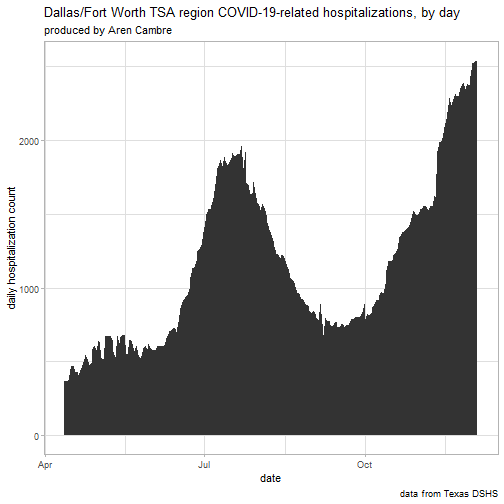 Dallas/Fort Worth TSA region COVID-19-related hospitalizations, by day
produced by Aren Cambre
daily hospitalization count
2000
1000
0
Apr
Jul
Oct
date
data from Texas DSHS